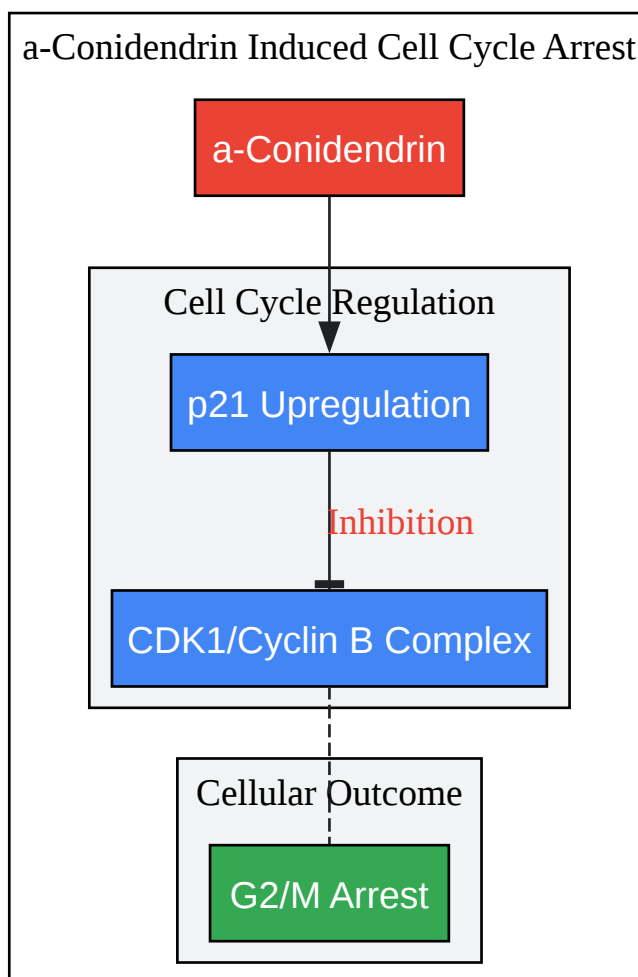 a-Conidendrin Induced Cell Cycle Arrest
a-Conidendrin
Cell Cycle Regulation
p21 Upregulation
Inhibition
CDK1/Cyclin B Complex
Cellular Outcome
G2/M Arrest